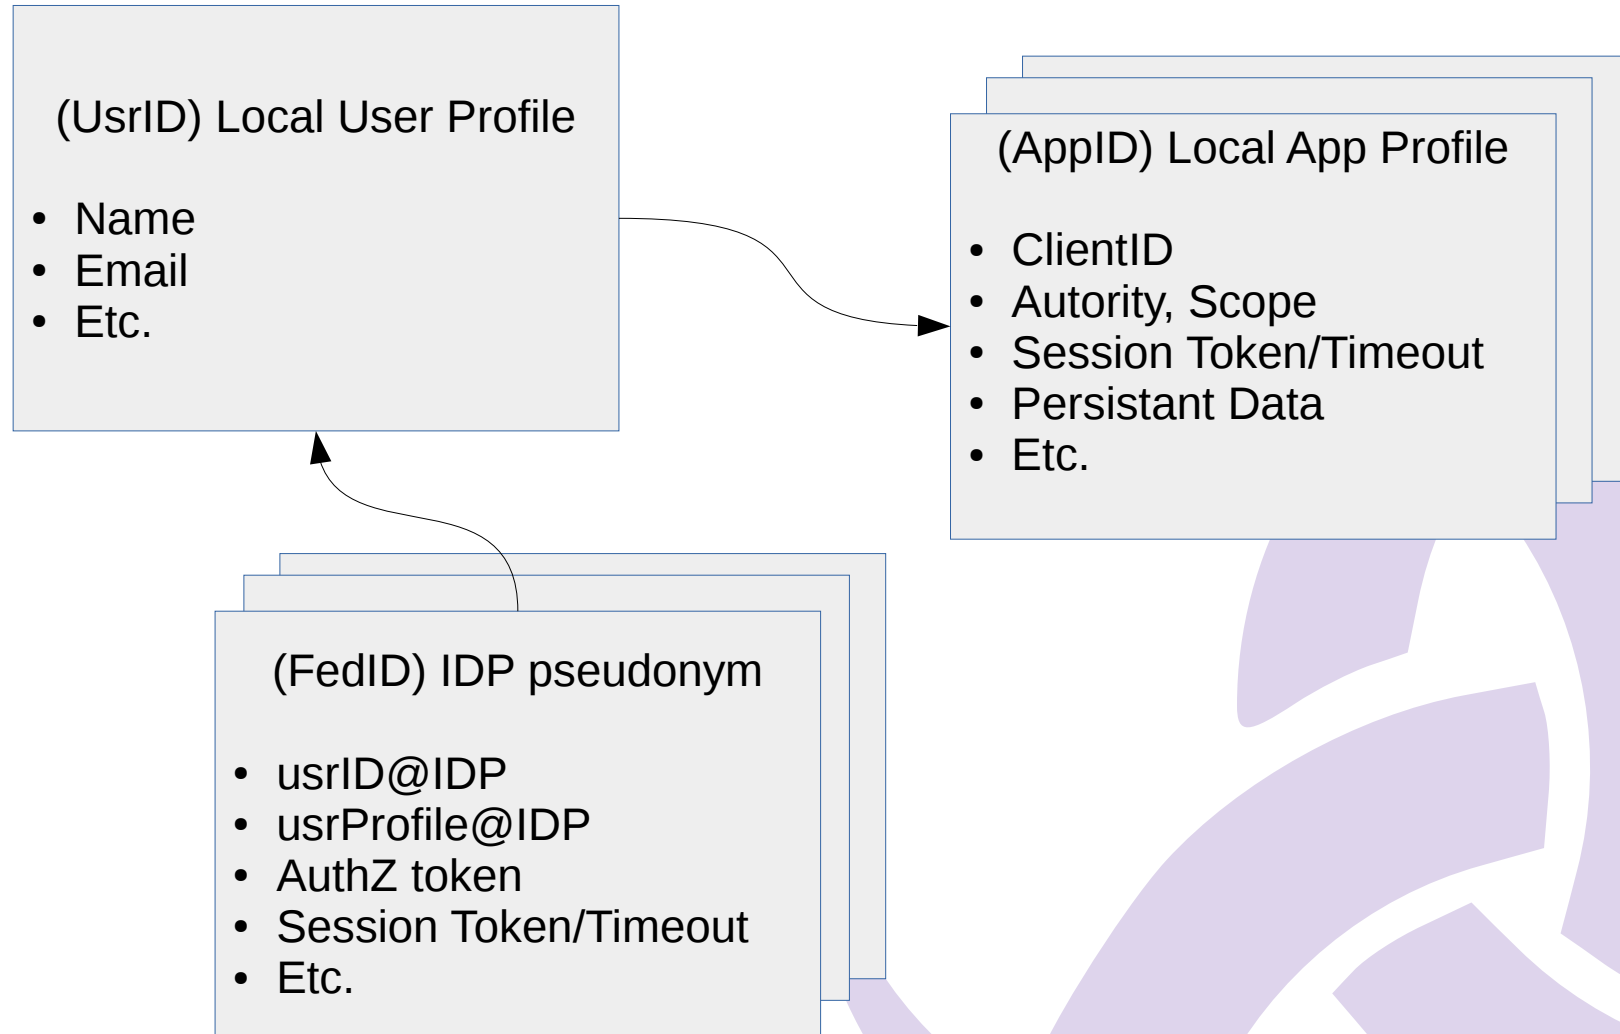 (UsrID) Local User Profile
• Name
• Email
• Etc.
(AppID) Local App Profile
• ClientID
• Autority, Scope
• Session Token/Timeout
• Persistant Data
• Etc.
(FedID) IDP pseudonym
• usrID@IDP
• usrProfile@IDP
• AuthZ token
• Session Token/Timeout
• Etc.